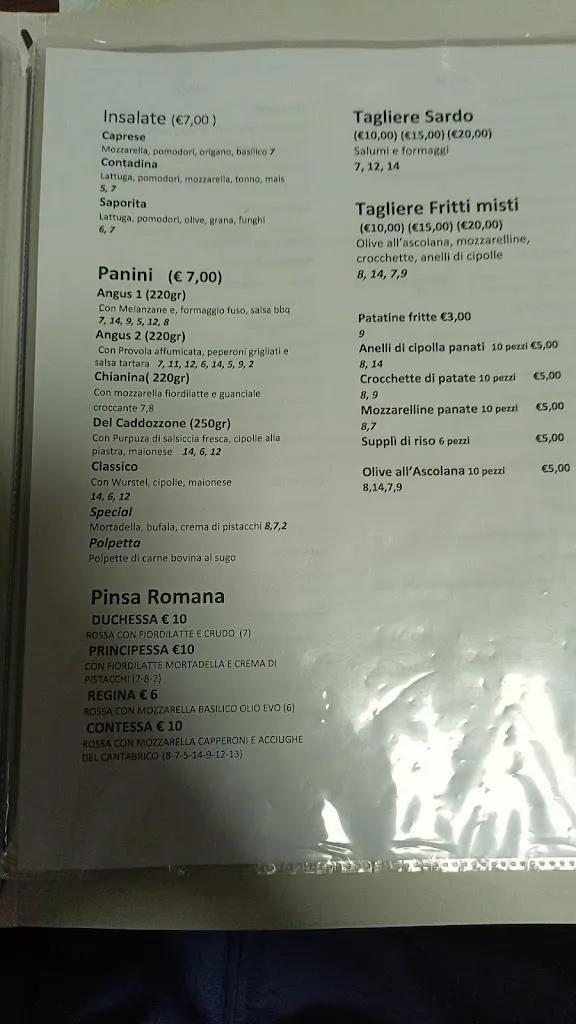 Insalate (€7,00 )
Caprese
Mozzarella, pomodori, origano, basilico 7
Contadina
Lattuga, pomodori, mozzarella, tonno, mais
5, 7
Saporita
Lattuga, pomodori, olive, grana, funghi
6, 7
Panini (€ 7,00)
Angus 1 (220gr)
Con Melanzane e, formaggio fuso, salsa bbq
7, 14, 9, 5, 12, 8
Angus 2 (220gr)
Con Provola affumicata, peperoni grigliati e
salsa tartara 7, 11, 12, 6, 14, 5, 9, 2
Chianina( 220gr)
Con mozzarella fiordilatte e guanciale
croccante 7,8
Del Caddozzone (250gr)
Con Purpuza di salsiccia fresca, cipolle alla
piastra, maionese 14, 6, 12
Classico
Con Wurstel, cipolle, maionese
14, 6, 12
Special
Mortadella, bufala, crema di pistacchi 8,7,2
Polpetta
Polpette di carne bovina al sugo
Pinsa Romana
DUCHESSA € 10
ROSSA CON FIORDILATTE E CRUDO (7)
PRINCIPESSA €10
CON FIORDILATTE MORTADELLA E CREMA DI
PISTACCHI (7-8-2)
REGINA € 6
ROSSA CON MOZZARELLA BASILICO OLIO EVO (6)
CONTESSA € 10
ROSSA CON MOZZARELLA CAPPERONI E ACCIUGHE
DEL CANTABRICO (8-7-5-14-9-12-13)
Tagliere Sardo
(€10,00) (€15,00) (€20,00)
Salumi e formaggi
7, 12, 14
Tagliere Fritti misti
(€10,00) (€15,00) (€20,00)
Olive all'ascolana, mozzarelline,
crocchette, anelli di cipolle
8, 14, 7,9
Patatine fritte €3,00
9
Anelli di cipolla panati 10 pezzi €5,00
8, 14
Crocchette di patate 10 pezzi €5,00
8, 9
Mozzarelline panate 10 pezzi €5,00
8,7
Supplì di riso 6 pezzi €5,00
Olive all'Ascolana 10 pezzi €5,00
8,14,7,9